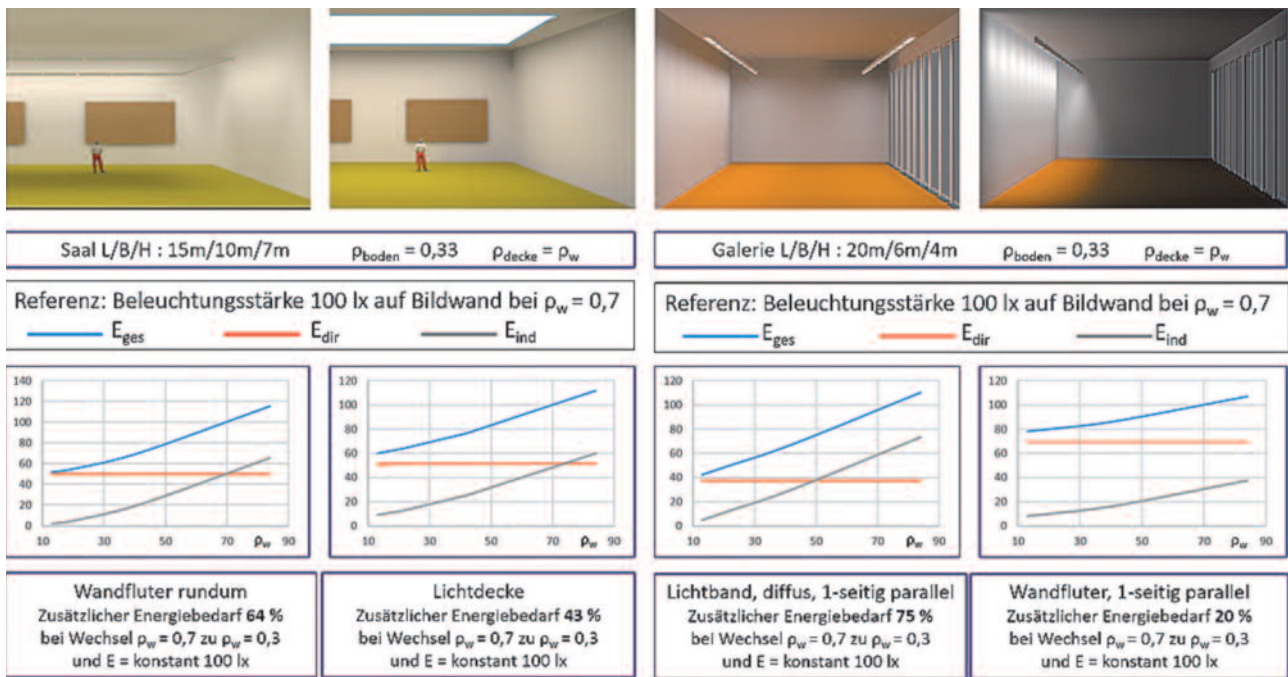 Saal L/B/H : 15m/10m/7m ρboden = 0,33 ρdecke = ρw
Galerie L/B/H : 20m/6m/4m ρboden = 0,33 ρdecke = ρw
Referenz: Beleuchtungsstärke 100 lx auf Bildwand bei ρw = 0,7
Eges Edir Eind
Referenz: Beleuchtungsstärke 100 lx auf Bildwand bei ρw = 0,7
Eges Edir Eind
140
120
100
80
60
40
20
0
10 30 50 70 ρw 90
120
100
80
60
40
20
0
10 30 50 70 ρw 90
120
100
80
60
40
20
0
10 30 50 70 ρw 90
120
100
80
60
40
20
0
10 30 50 70 ρw 90
Wandfluter rundum
Zusätzlicher Energiebedarf 64 %
bei Wechsel ρw = 0,7 zu ρw = 0,3
und E = konstant 100 lx
Lichtdecke
Zusätzlicher Energiebedarf 43 %
bei Wechsel ρw = 0,7 zu ρw = 0,3
und E = konstant 100 lx
Lichtband, diffus, 1-seitig parallel
Zusätzlicher Energiebedarf 75 %
bei Wechsel ρw = 0,7 zu ρw = 0,3
und E = konstant 100 lx
Wandfluter, 1-seitig parallel
Zusätzlicher Energiebedarf 20 %
bei Wechsel ρw = 0,7 zu ρw = 0,3
und E = konstant 100 lx